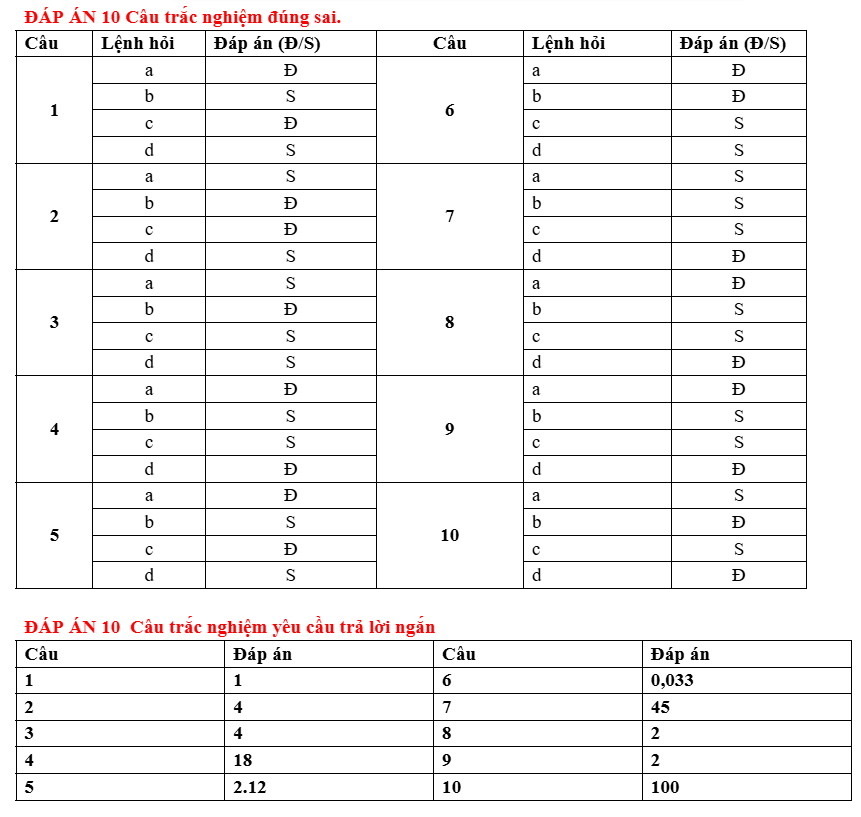 ĐÁP ÁN 10 Câu trắc nghiệm đúng sai.
Câu Lệnh hỏi Đáp án (Đ/S) Câu Lệnh hỏi Đáp án (Đ/S)
1 a Đ 6 a Đ
b S b Đ
c Đ c S
d S d S
2 a S 7 a S
b Đ b S
c Đ c S
d S d Đ
3 a S 8 a Đ
b Đ b S
c S c S
d S d Đ
4 a Đ 9 a Đ
b S b S
c S c S
d Đ d Đ
5 a Đ 10 a S
b S b Đ
c Đ c S
d S d Đ
ĐÁP ÁN 10 Câu trắc nghiệm yêu cầu trả lời ngắn
Câu Đáp án Câu Đáp án
1 1 6 0,033
2 4 7 45
3 4 8 2
4 18 9 2
5 2.12 10 100